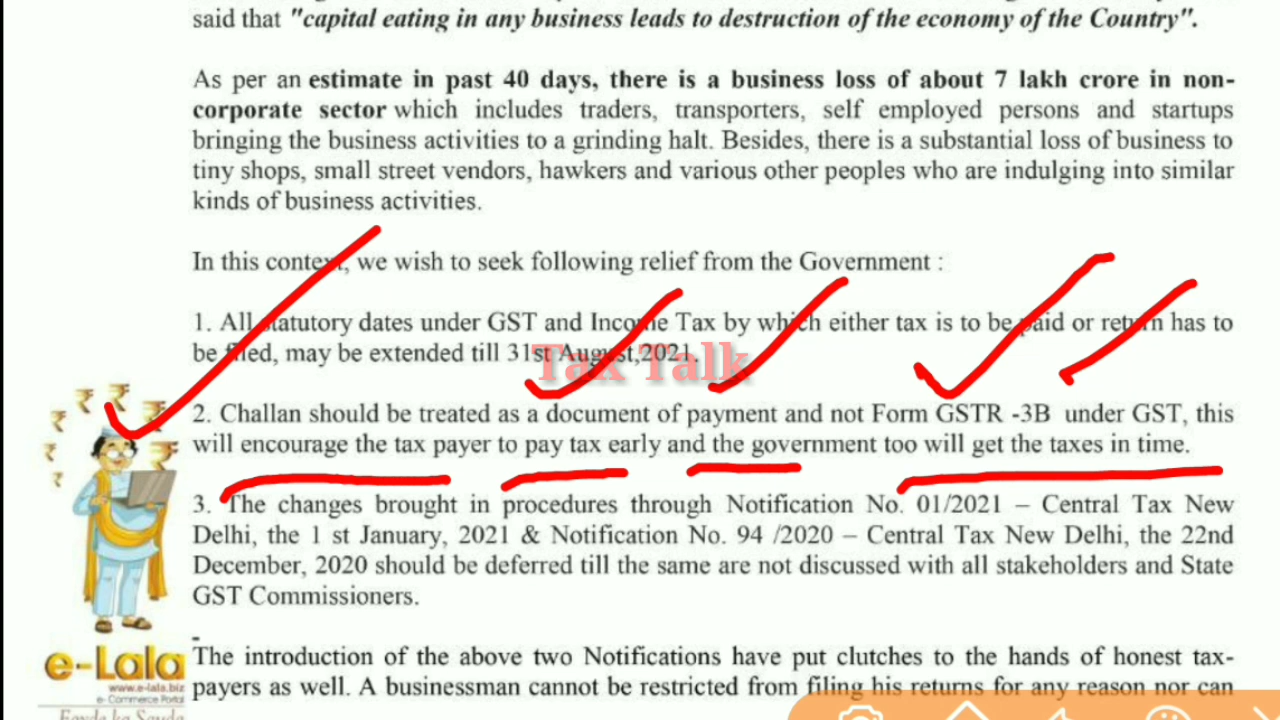 said that "capital eating in any business leads to destruction of the economy of the Country".
As per an estimate in past 40 days, there is a business loss of about 7 lakh crore in non-
corporate sector which includes traders, transporters, self employed persons and startups
bringing the business activities to a grinding halt. Besides, there is a substantial loss of business to
tiny shops, small street vendors, hawkers and various other peoples who are indulging into similar
kinds of business activities.
In this context, we wish to seek following relief from the Government :
1. All statutory dates under GST and Income Tax by which either tax is to be paid or return has to
be filed, may be extended till 31st August,2021.
Tax Talk
2. Challan should be treated as a document of payment and not Form GSTR -3B under GST, this
will encourage the tax payer to pay tax early and the government too will get the taxes in time.
3. The changes brought in procedures through Notification No. 01/2021 – Central Tax New
Delhi, the 1 st January, 2021 & Notification No. 94 /2020 – Central Tax New Delhi, the 22nd
December, 2020 should be deferred till the same are not discussed with all stakeholders and State
GST Commissioners.
The introduction of the above two Notifications have put clutches to the hands of honest tax-
payers as well. A businessman cannot be restricted from filing his returns for any reason nor can
e-Lala
www.e-lala.biz
e-Commerce Portal